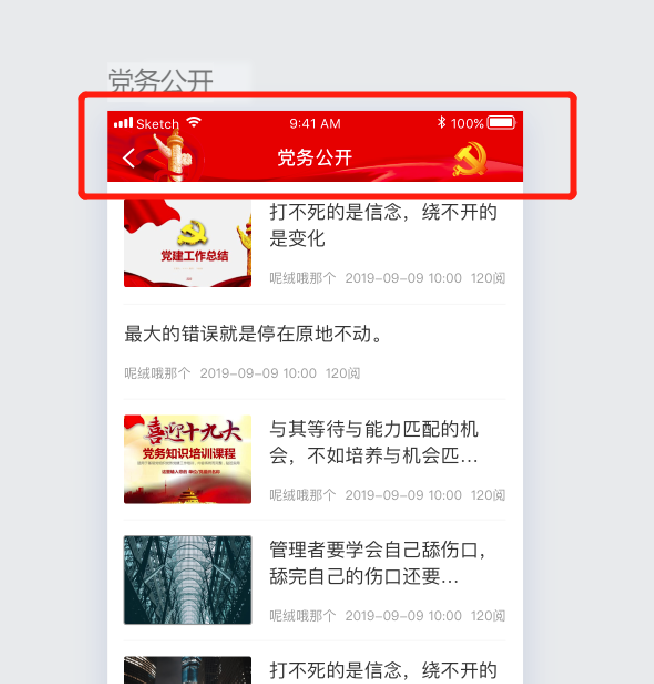 党务公开
Sketch 9:41 AM 100%
党务公开
打不死的是信念，绕不开的
是变化
党建工作总结
呢绒哦那个 2019-09-09 10:00 120阅
最大的错误就是停在原地不动。
呢绒哦那个 2019-09-09 10:00 120阅
喜迎十九大
党务知识培训课程
与其等待与能力匹配的机
会，不如培养与机会匹...
呢绒哦那个 2019-09-09 10:00 120阅
管理者要学会自己舔伤口，
舔完自己的伤口还要...
呢绒哦那个 2019-09-09 10:00 120阅
打不死的是信念，绕不开的